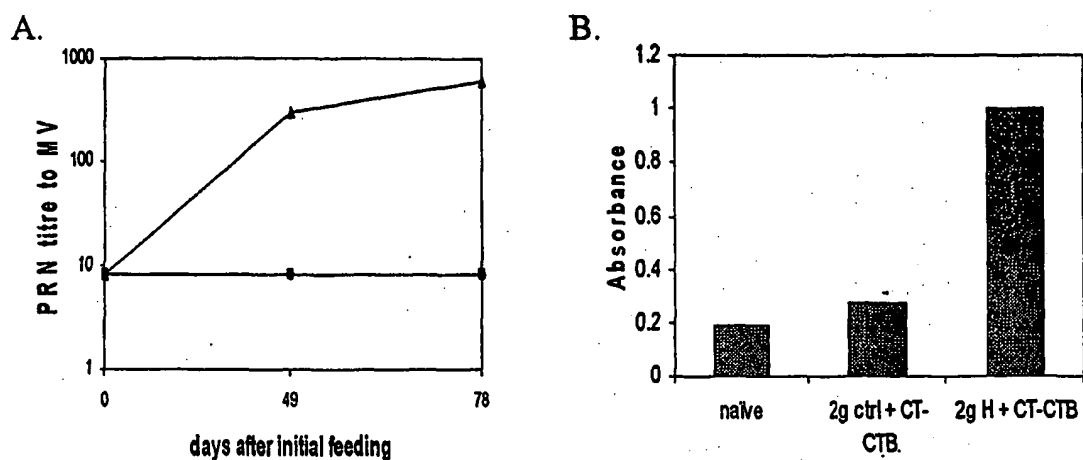 A.
1000
100
10
1
PRN titre to MV
0
49
78
days after initial feeding
B.
1.2
1
0.8
0.6
0.4
0.2
0
Absorbance
naïve
2g ctrl + CT-
CTB.
2g H + CT-CTB